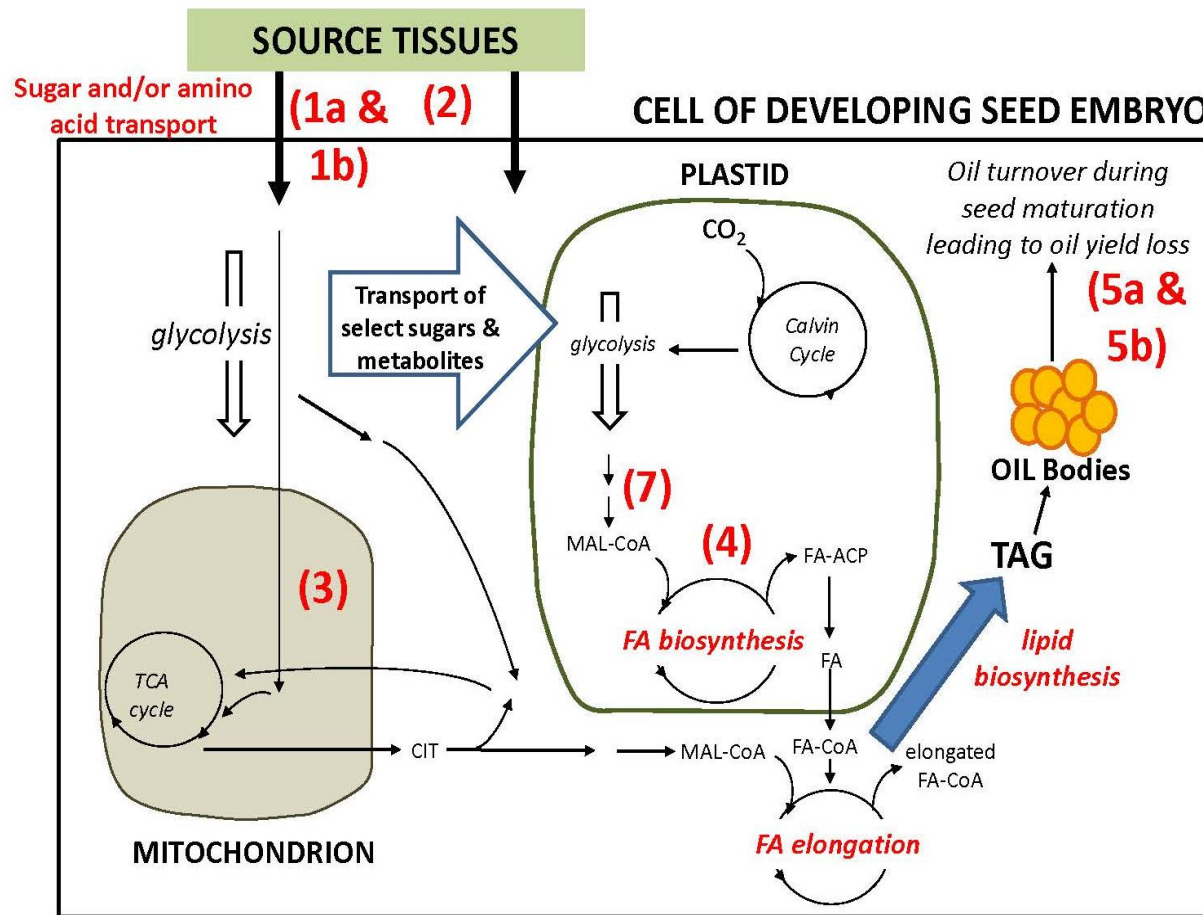 SOURCE TISSUES
Sugar and/or amino
acid transport
(1a &
1b)
(2)
CELL OF DEVELOPING SEED EMBRYO
PLASTID
Oil turnover during
seed maturation
leading to oil yield loss
(5a &
5b)
CO2
Calvin
Cycle
glycolysis
Transport of
select sugars &
metabolites
glycolysis
OIL Bodies
(7)
MAL-CoA
(4)
FA-ACP
TAG
(3)
FA biosynthesis
FA
lipid
biosynthesis
TCA
cycle
CIT
MAL-CoA
FA-CoA
elongated
FA-CoA
MITOCHONDRION
FA elongation